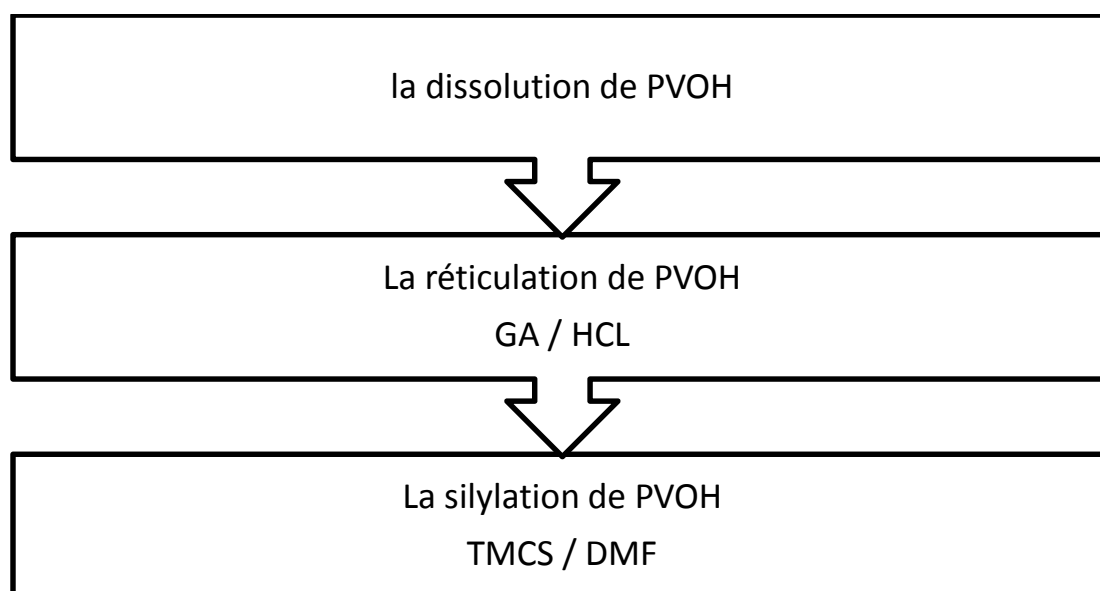 la dissolution de PVOH
La réticulation de PVOH
GA / HCL
La silylation de PVOH
TMCS / DMF